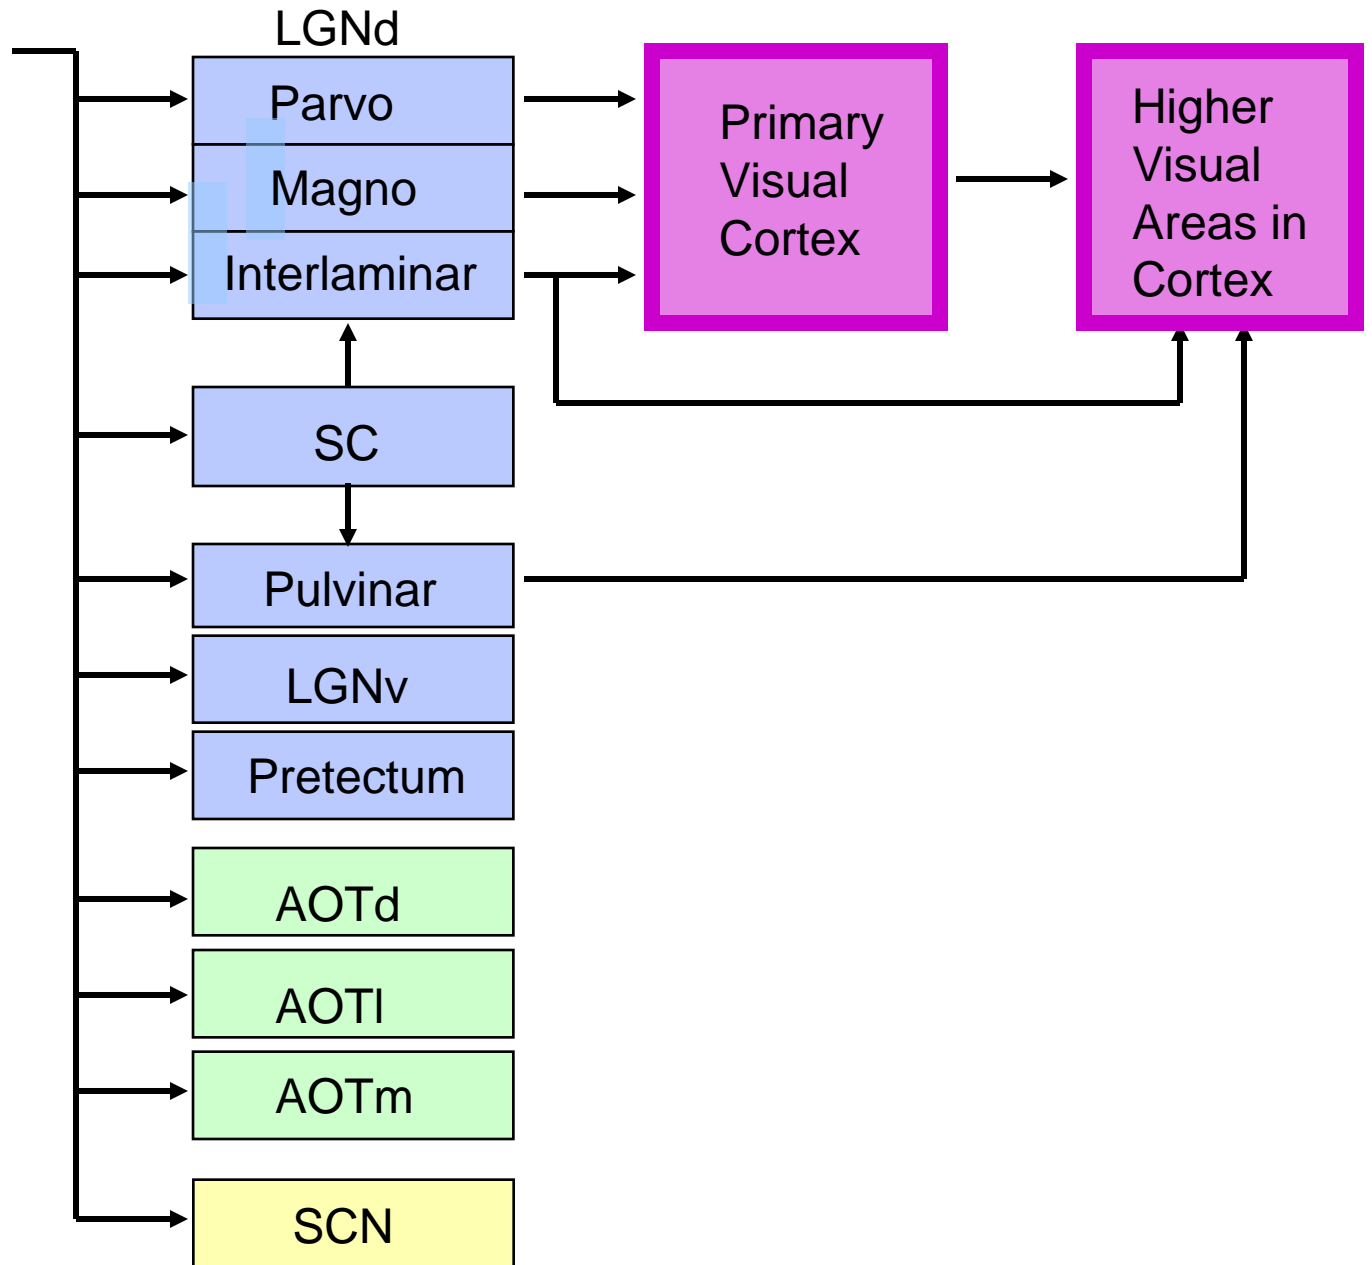 LGNd
Parvo
Magno
Interlaminar
SC
Pulvinar
LGNv
Pretectum
AOTd
AOTl
AOTm
SCN
Primary
Visual
Cortex
Higher
Visual
Areas in
Cortex